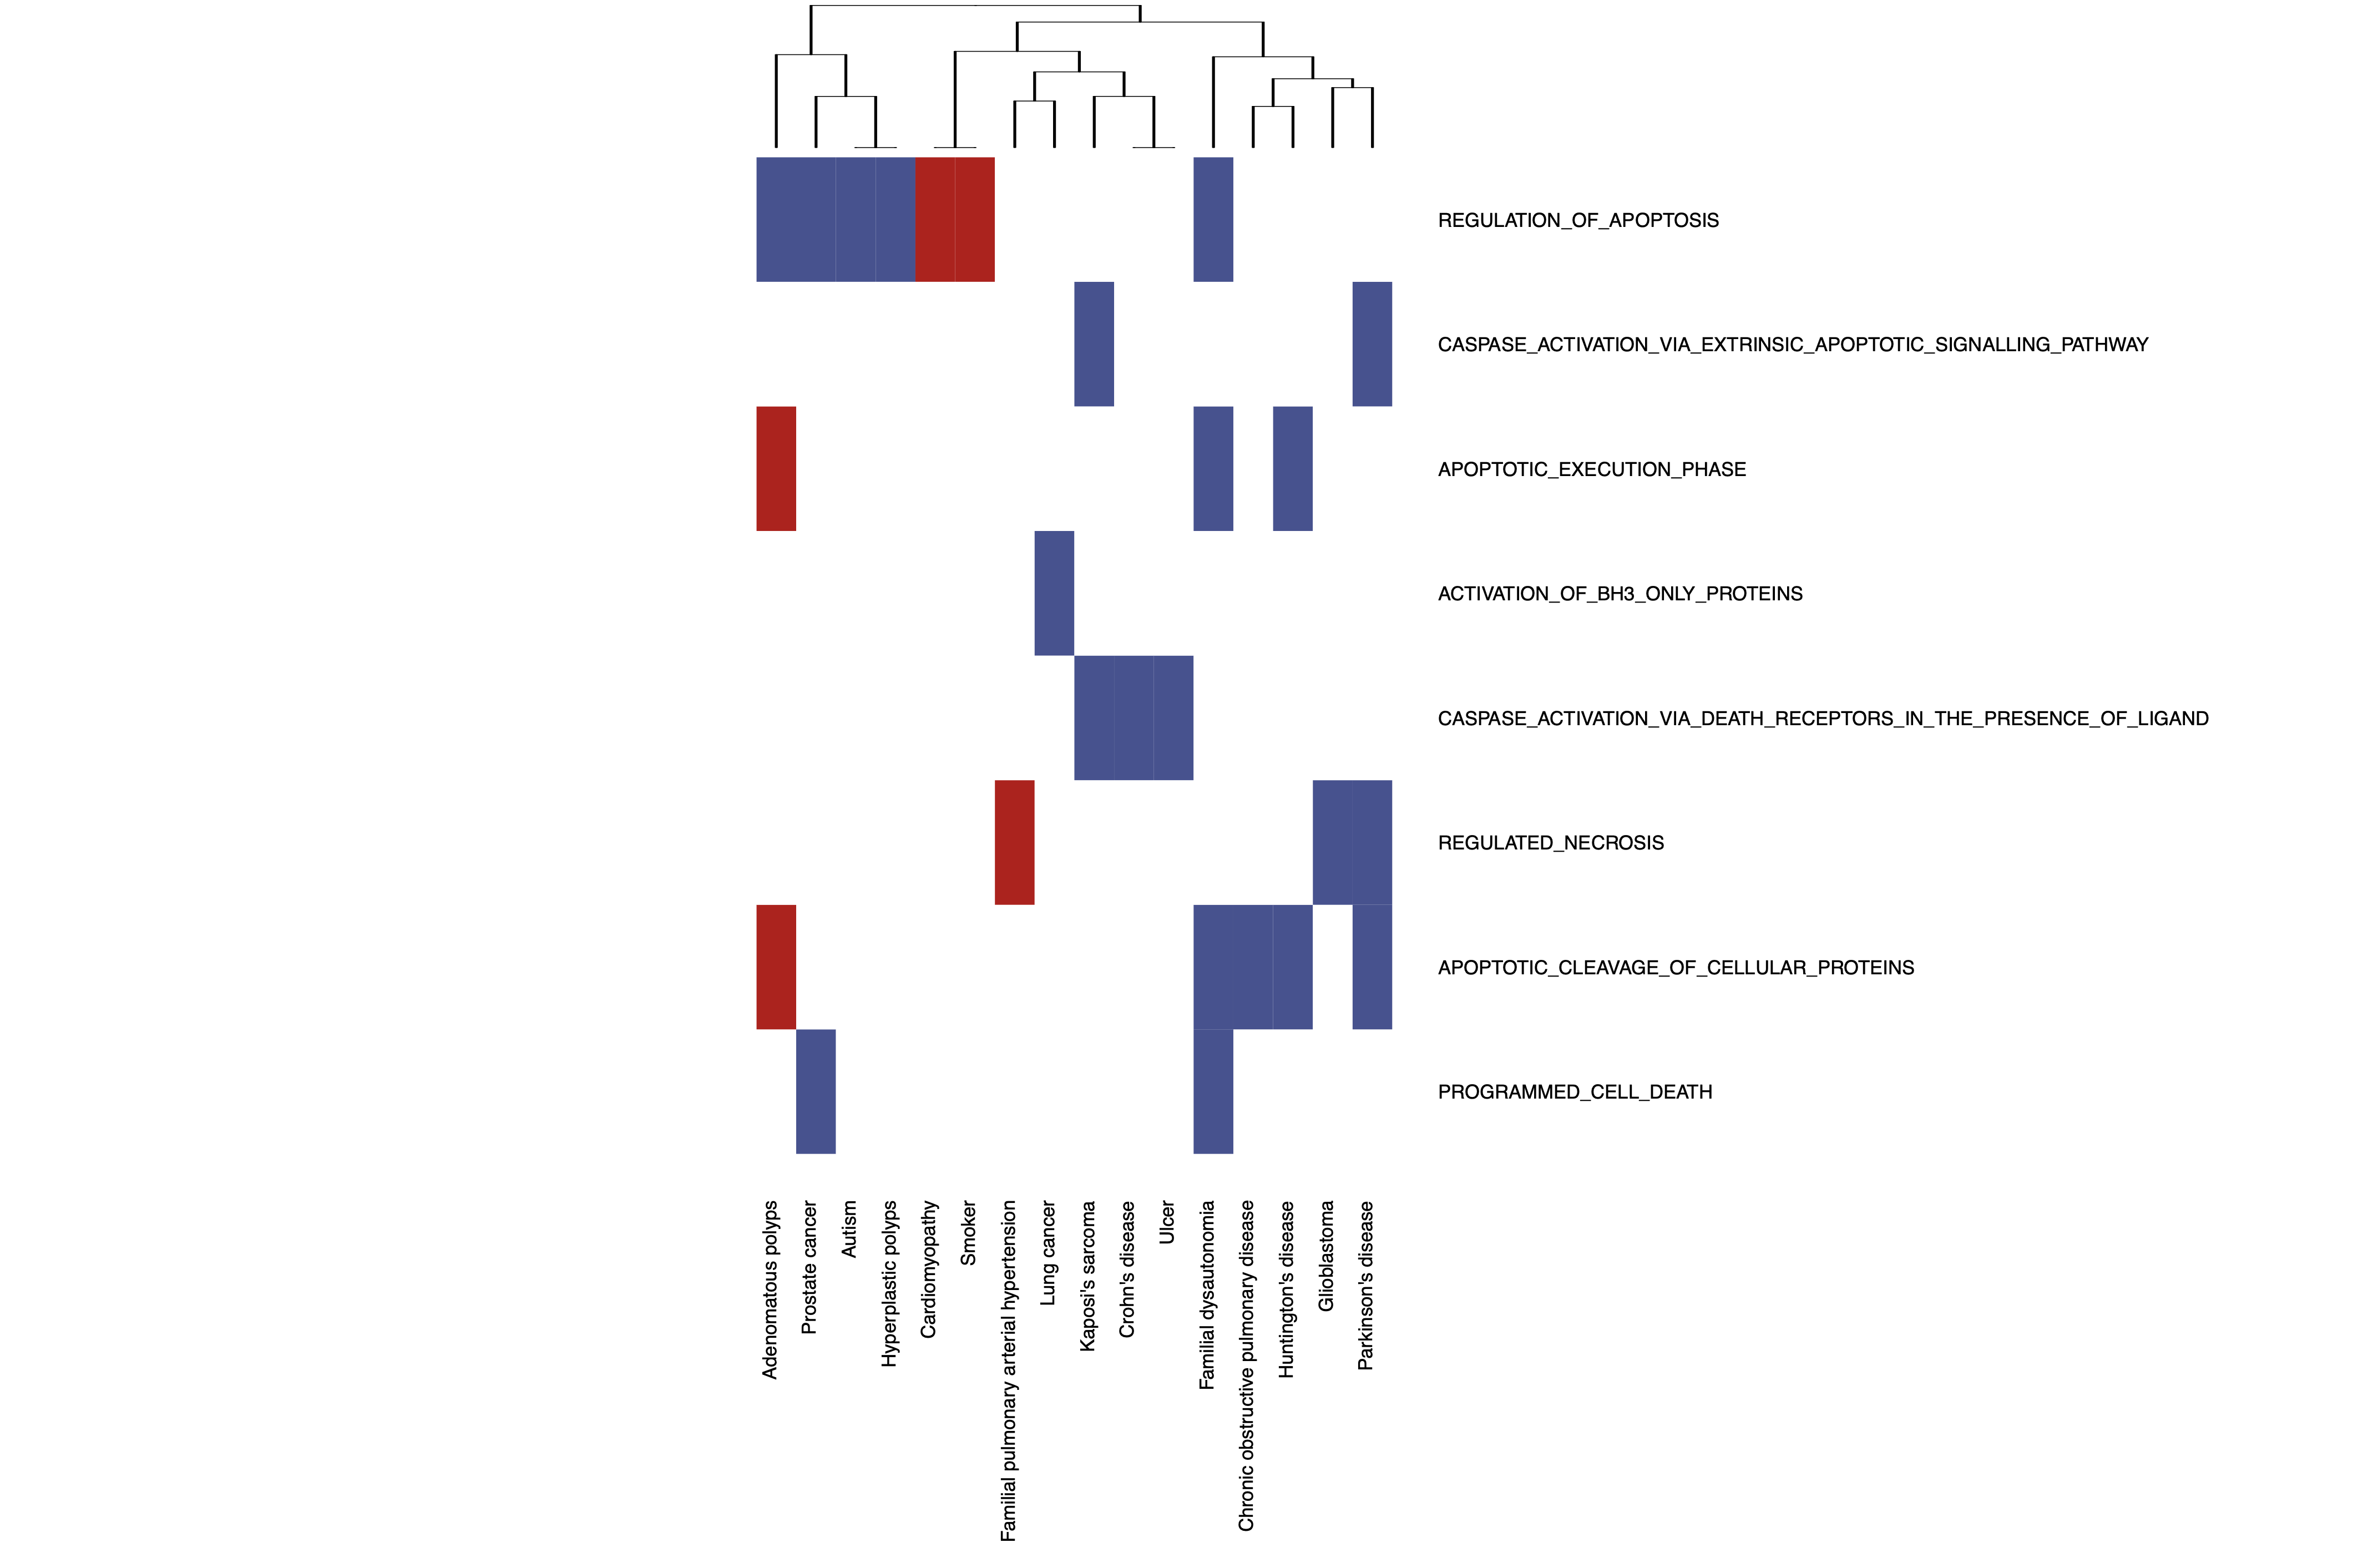 REGULATION_OF_APOPTOSIS
CASPASE_ACTIVATION_VIA_EXTRINSIC_APOPTOTIC_SIGNALLING_PATHWAY
APOPTOTIC_EXECUTION_PHASE
ACTIVATION_OF_BH3_ONLY_PROTEINS
CASPASE_ACTIVATION_VIA_DEATH_RECEPTORS_IN_THE_PRESENCE_OF_LIGAND
REGULATED_NECROSIS
APOPTOTIC_CLEAVAGE_OF_CELLULAR_PROTEINS
PROGRAMMED_CELL_DEATH
Adenomatous polyps
Prostate cancer
Autism
Hyperplastic polyps
Cardiomyopathy
Smoker
Familial pulmonary arterial hypertension
Lung cancer
Kaposi's sarcoma
Crohn's disease
Ulcer
Familial dysautonomia
Chronic obstructive pulmonary disease
Huntington's disease
Glioblastoma
Parkinson's disease